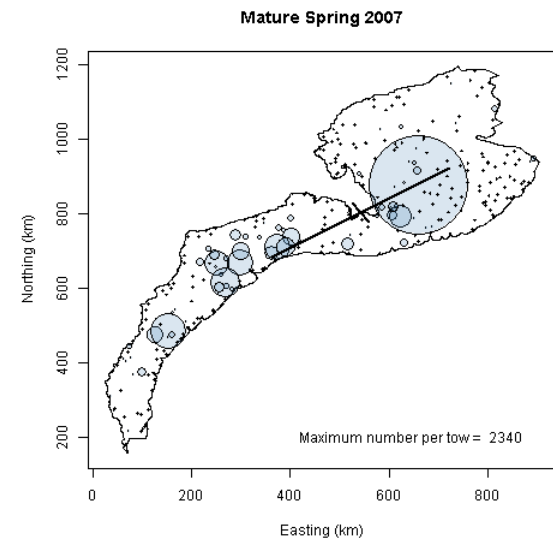 Mature Spring 2007
1200
1000
800
600
400
200
Northing (km)
Maximum number per tow = 2340
0 200 400 600 800
Easting (km)